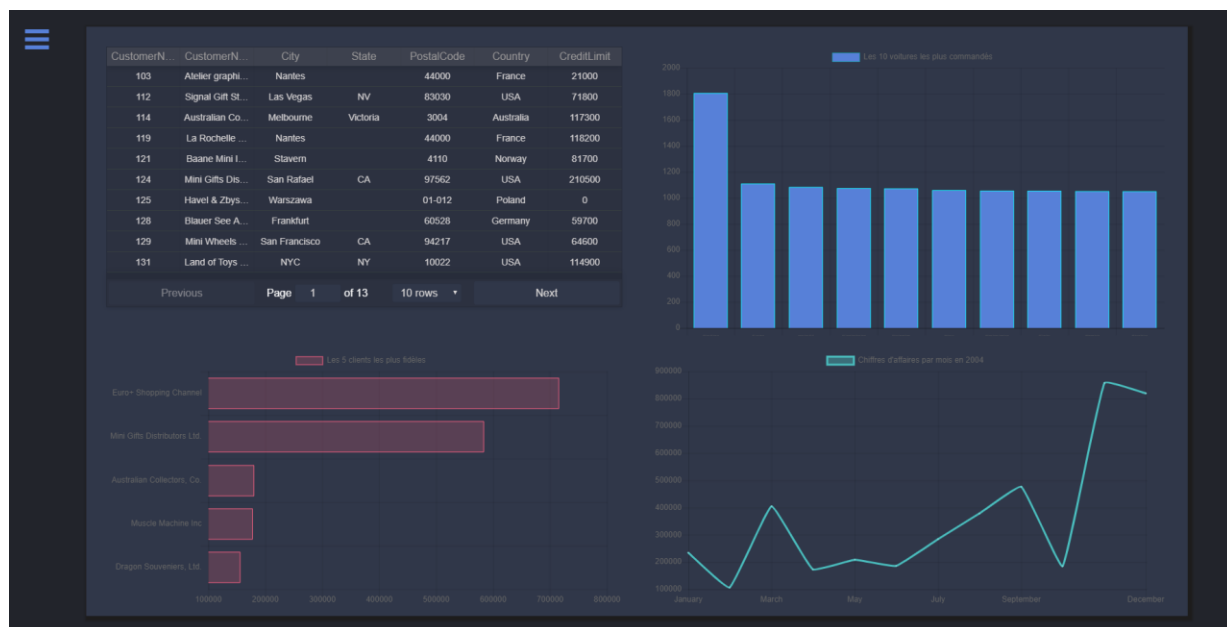 CustomerN... CustomerN... City State PostalCode Country CreditLimit
103 Atelier graphi... Nantes 44000 France 21000
112 Signal Gift St... Las Vegas NV 83030 USA 71800
114 Australian Co... Melbourne Victoria 3004 Australia 117300
119 La Rochelle ... Nantes 44000 France 118200
121 Baane Mini I... Stavern 4110 Norway 81700
124 Mini Gifts Dis... San Rafael CA 97562 USA 210500
125 Havel & Zbys... Warszawa 01-012 Poland 0
128 Blauer See A... Frankfurt 60528 Germany 59700
129 Mini Wheels ... San Francisco CA 94217 USA 64600
131 Land of Toys ... NYC NY 10022 USA 114900
Previous Page 1 of 13 10 rows Next
Les 10 voitures les plus commandés
2000
1800
1600
1400
1200
1000
800
600
400
200
0
Les 5 clients les plus fidèles
Euro+ Shopping Channel
Mini Gifts Distributors Ltd.
Australian Collectors, Co.
Muscle Machine Inc
Dragon Souveniers, Ltd.
100000 200000 300000 400000 500000 600000 700000 800000
Chiffres d'affaires par mois en 2004
900000
800000
700000
600000
500000
400000
300000
200000
100000
January March May July September December